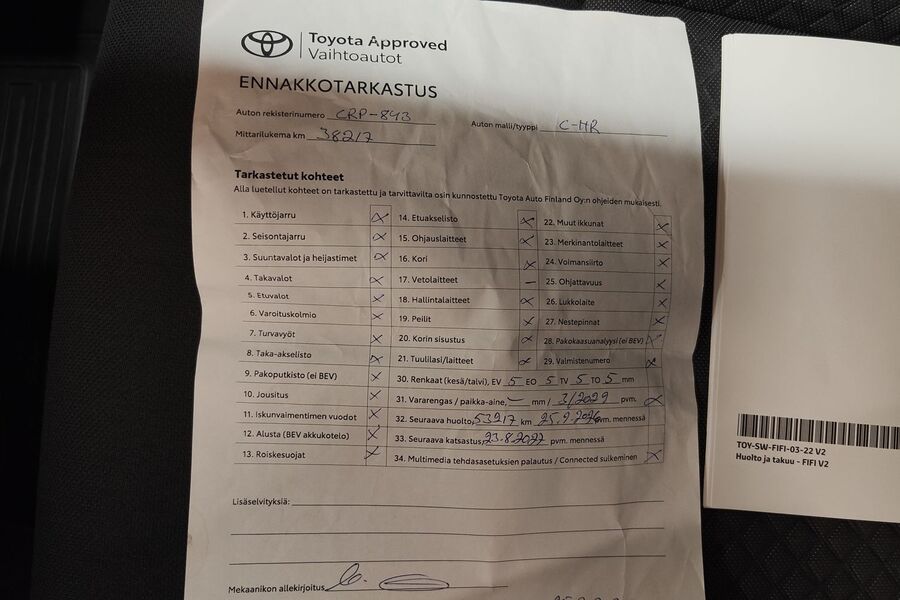 Toyota Approved
Vaihtoautot
ENNAKKOTARKASTUS
Auton rekisterinumero CRP-893
Auton malli/tyyppi C-HR
Mittarilukema km 38217
Tarkastetut kohteet
Alla luetellut kohteet on tarkastettu ja tarvittavilta osin kunnostettu Toyota Auto Finland Oy:n ohjeiden mukaisesti.
1. Käyttöjarru
2. Seisontajarru
3. Suuntavalot ja heijastimet
4. Takavalot
5. Etuvalot
6. Varoituskolmio
7. Turvavyöt
8. Taka-akselisto
9. Pakoputkisto (ei BEV)
10. Jousitus
11. Iskunvaimentimen vuodot
12. Alusta (BEV akkukotelo)
13. Roiskesuojat
14. Etuakselisto
15. Ohjauslaitteet
16. Kori
17. Vetolaitteet
18. Hallintalaitteet
19. Peilit
20. Korin sisustus
21. Tuulilasi/laitteet
22. Muut ikkunat
23. Merkinantolaitteet
24. Voimansiirto
25. Ohjattavuus
26. Lukkolaite
27. Nestepinnat
28. Pakokaasuanalyysi (ei BEV)
29. Valmistenumero
30. Renkaat (kesä/talvi), EV 5 EO 5 TV 5 TO 5 mm
31. Vararengas / paikka-aine, — mm / 3/2029 pvm.
32. Seuraava huolto, 53217 km 25.9.2026 pvm. mennessä
33. Seuraava katsastus, 23.8.2027 pvm. mennessä
34. Multimedia tehdasasetuksien palautus / Connected sulkeminen
Lisäselvityksiä:
Mekaanikon allekirjoitus
TOY-SW-FIFI-03-22 V2
Huolto ja takuu - FIFI V2